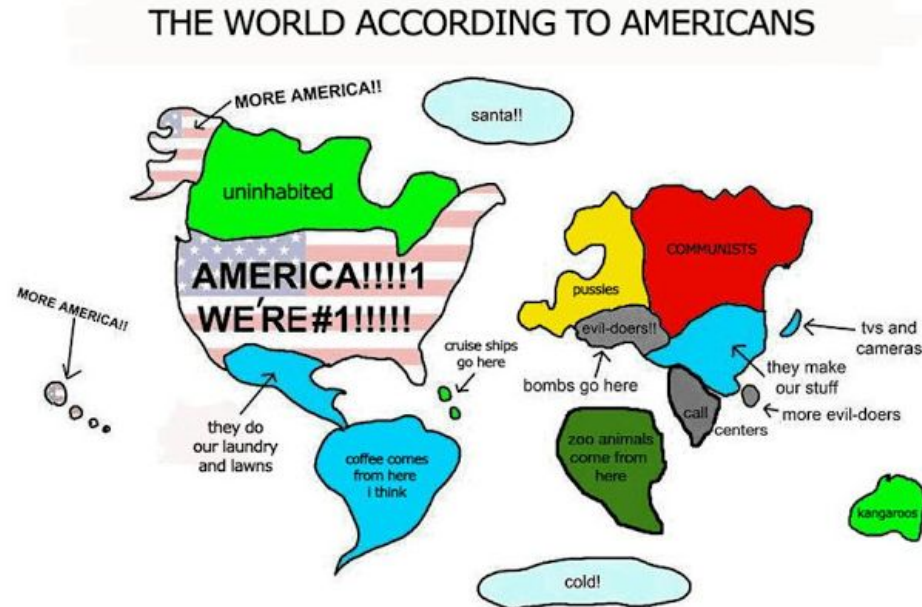 THE WORLD ACCORDING TO AMERICANS
MORE AMERICA!!
santa!!
uninhabited
COMMUNISTS
AMERICA!!!!1
WE'RE #1!!!!!
MORE AMERICA!!
pussies
evil-doers!!
tvs and
cameras
cruise ships
go here
bombs go here
they make
our stuff
more evil-doers
call
centers
they do
our laundry
and lawns
coffee comes
from here
i think
zoo animals
come from
here
kangaroos
cold!